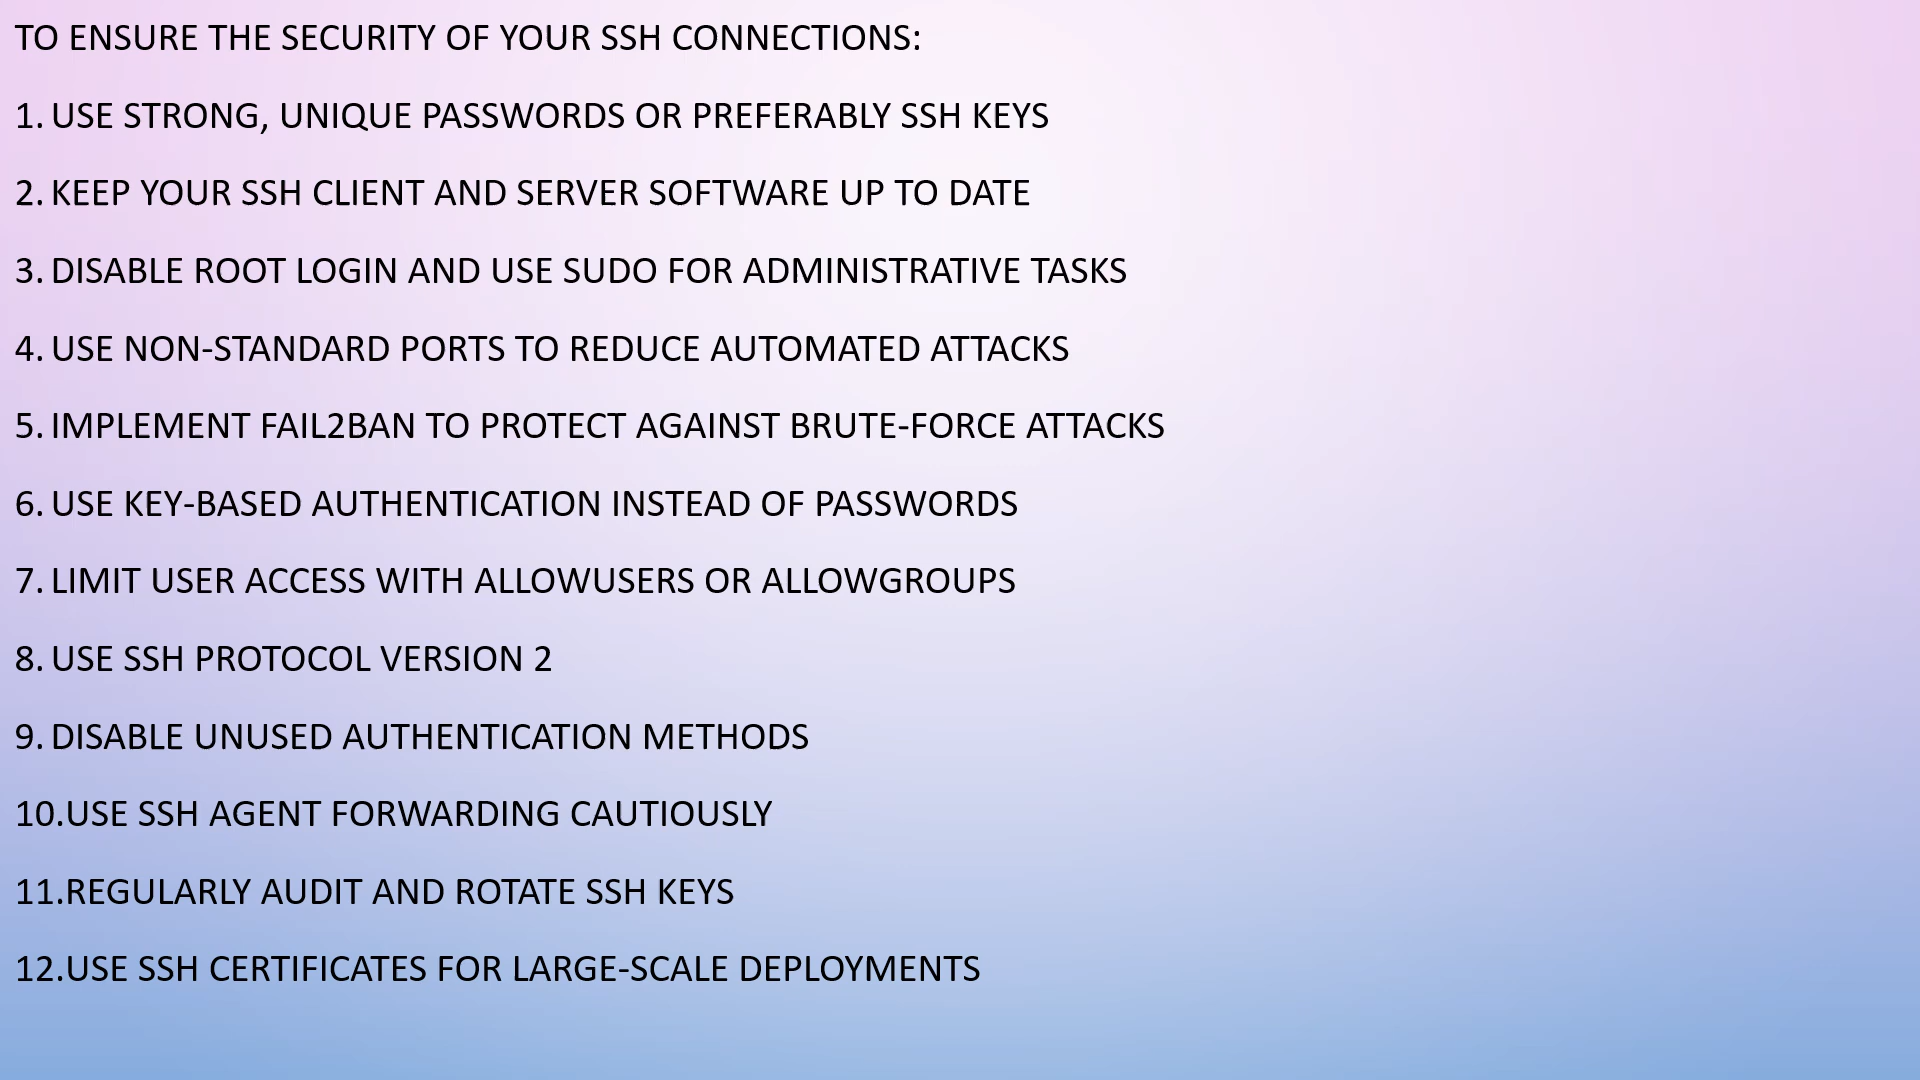 TO ENSURE THE SECURITY OF YOUR SSH CONNECTIONS:
1. USE STRONG, UNIQUE PASSWORDS OR PREFERABLY SSH KEYS
2. KEEP YOUR SSH CLIENT AND SERVER SOFTWARE UP TO DATE
3. DISABLE ROOT LOGIN AND USE SUDO FOR ADMINISTRATIVE TASKS
4. USE NON-STANDARD PORTS TO REDUCE AUTOMATED ATTACKS
5. IMPLEMENT FAIL2BAN TO PROTECT AGAINST BRUTE-FORCE ATTACKS
6. USE KEY-BASED AUTHENTICATION INSTEAD OF PASSWORDS
7. LIMIT USER ACCESS WITH ALLOWUSERS OR ALLOWGROUPS
8. USE SSH PROTOCOL VERSION 2
9. DISABLE UNUSED AUTHENTICATION METHODS
10.USE SSH AGENT FORWARDING CAUTIOUSLY
11.REGULARLY AUDIT AND ROTATE SSH KEYS
12.USE SSH CERTIFICATES FOR LARGE-SCALE DEPLOYMENTS